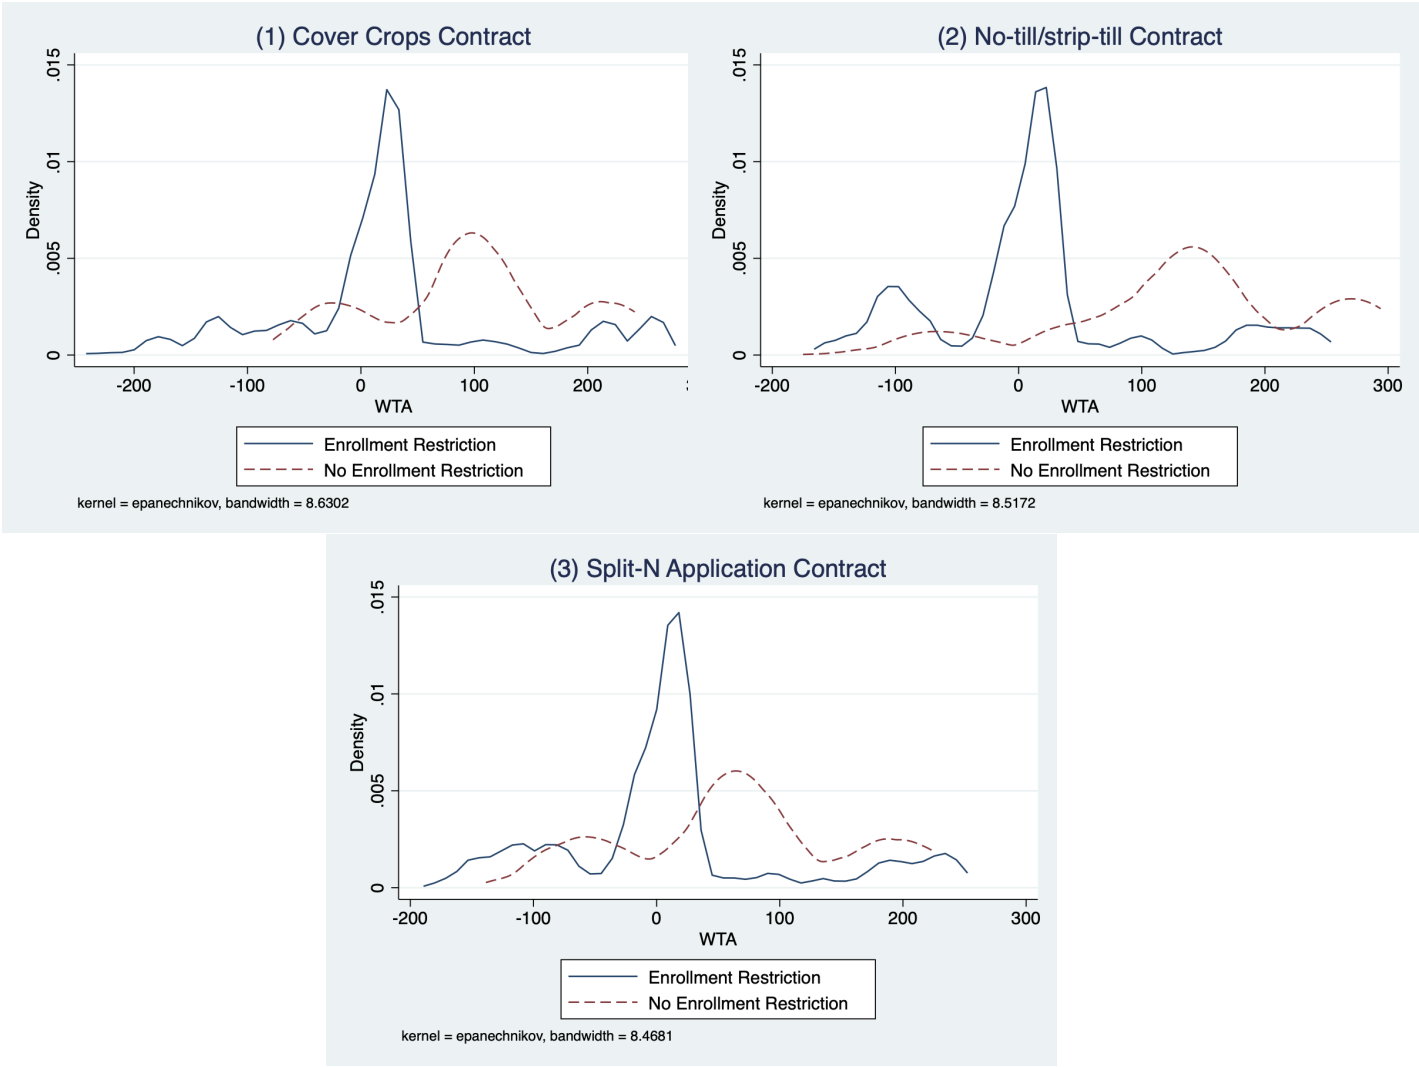 (1) Cover Crops Contract
.015
.01
.005
0
Density
-200
-100
0
100
200
WTA
Enrollment Restriction
No Enrollment Restriction
kernel = epanechnikov, bandwidth = 8.6302
(2) No-till/strip-till Contract
.015
.01
.005
0
Density
-200
-100
0
100
200
300
WTA
Enrollment Restriction
No Enrollment Restriction
kernel = epanechnikov, bandwidth = 8.5172
(3) Split-N Application Contract
.015
.01
.005
0
Density
-200
-100
0
100
200
300
WTA
Enrollment Restriction
No Enrollment Restriction
kernel = epanechnikov, bandwidth = 8.4681